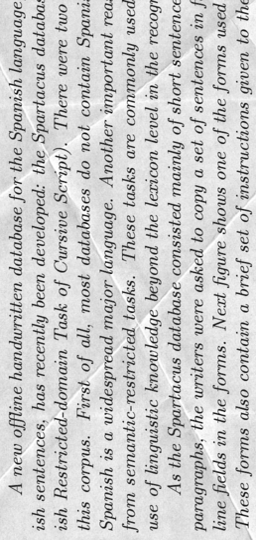 A new offline handwritten database for the Spanish language
ish sentences, has recently been developed: the Spartacus databas
ish Restricted-domain Task of Cursive Script). There were two
this corpus. First of all, most databases do not contain Spani
Spanish is a widespread major language. Another important rea
from semantic-restricted tasks. These tasks are commonly used
use of linguistic knowledge beyond the lexicon level in the recogn
As the Spartacus database consisted mainly of short sentence
paragraphs, the writers were asked to copy a set of sentences in f
line fields in the forms. Next figure shows one of the forms used
These forms also contain a brief set of instructions given to the